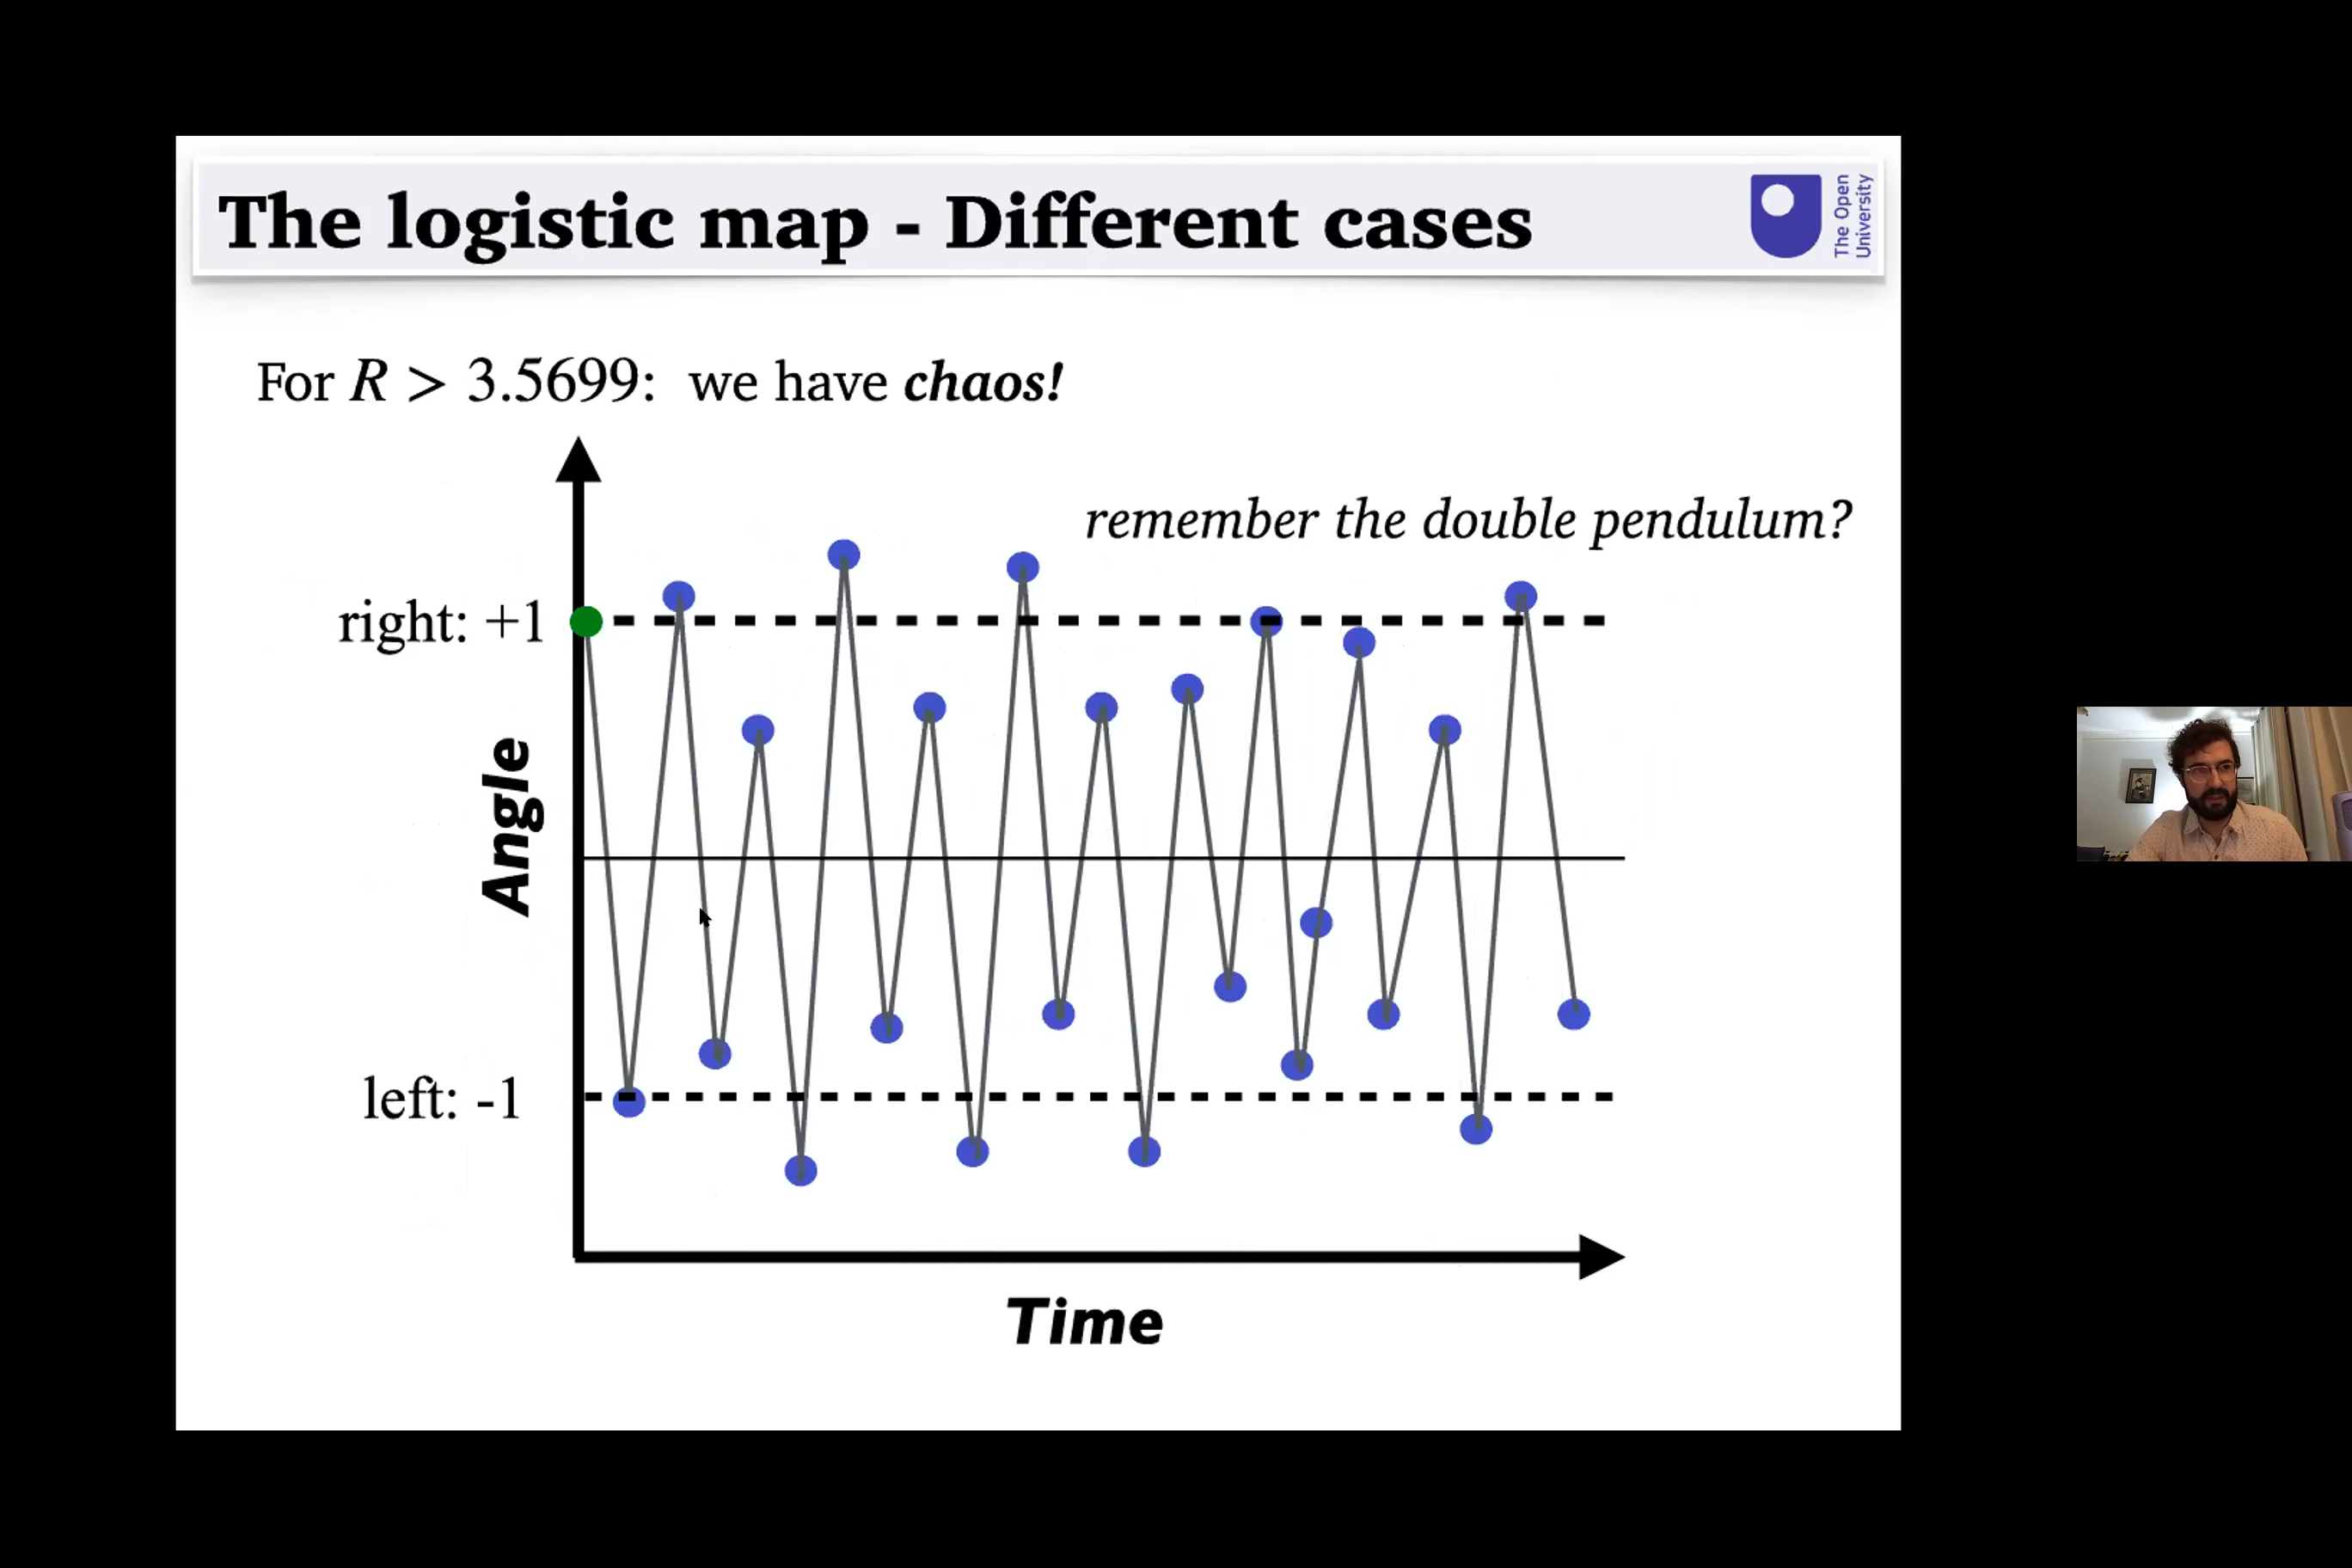 The logistic map - Different cases
The Open
University
For R > 3.5699: we have chaos!
remember the double pendulum?
right: +1
Angle
left: -1
Time